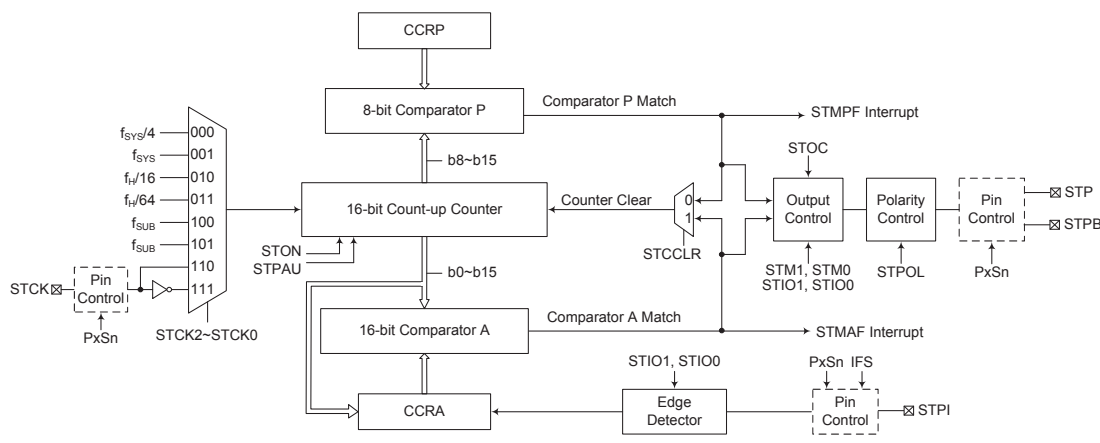 CCRP
8-bit Comparator P
Comparator P Match
STMPF Interrupt
fSYS/4
000
fSYS
001
fH/16
010
fH/64
011
fSUB
100
fSUB
101
110
111
STCK
Pin
Control
PxSn
STCK2~STCK0
b8~b15
16-bit Count-up Counter
STON
STPAU
b0~b15
Counter Clear
0
1
STCCLR
STOC
Output
Control
STM1, STM0
STIO1, STIO0
Polarity
Control
STPOL
Pin
Control
PxSn
STP
STPB
16-bit Comparator A
Comparator A Match
STMAF Interrupt
CCRA
STIO1, STIO0
Edge
Detector
PxSn IFS
Pin
Control
STPI